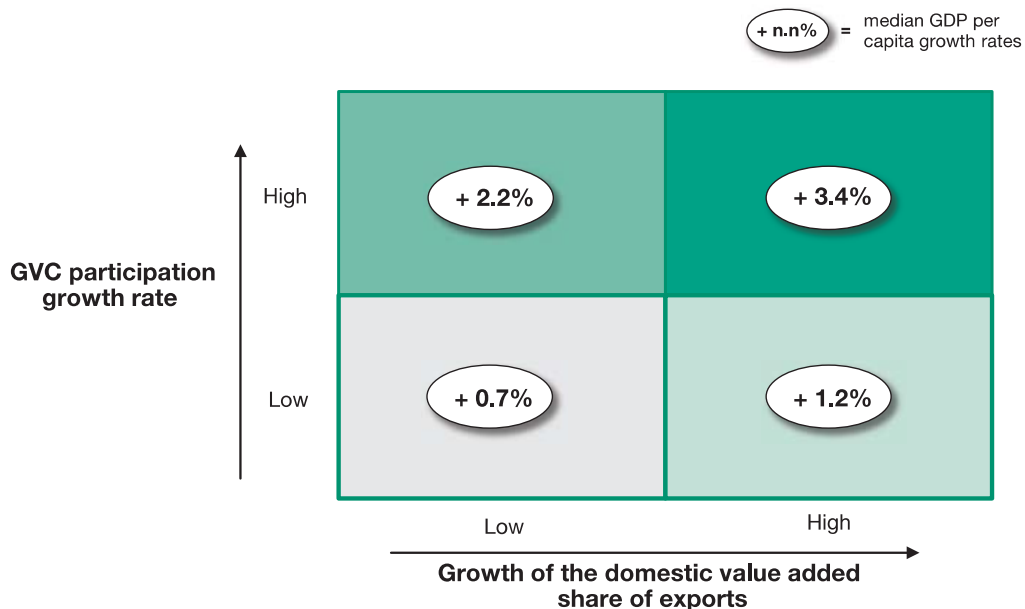 + n.n% = median GDP per
capita growth rates
High
+ 2.2%
+ 3.4%
GVC participation
growth rate
Low
+ 0.7%
+ 1.2%
Low
High
Growth of the domestic value added
share of exports